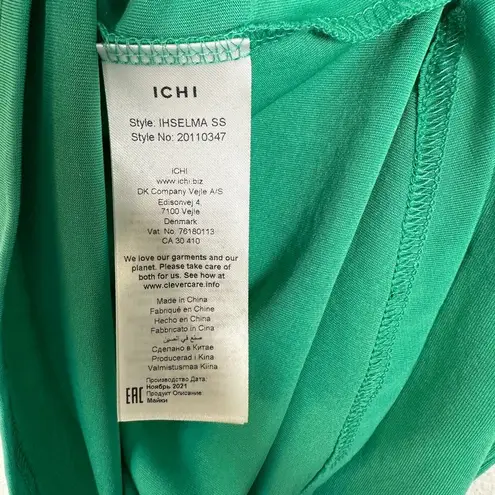 ICHI
Style: IHSELMA SS
Style No: 20110347
iCHI
www.ichi.biz
DK Company Vejle A/S
Edisonvej 4
7100 Vejle
Denmark
Vat. No. 76180113
CA 30 410
We love our garments and our
planet. Please take care of
both for us. See how at
www.clevercare.info
Made in China
Fabriqué en Chine
Hecho en China
Fabbricato in Cina
صنع في الصين
Сделано в Китае
Producerad i Kina
Valmistusmaa Kiina
Производство Дата:
Ноябрь 2021
EAC Продукт Описание:
Майки